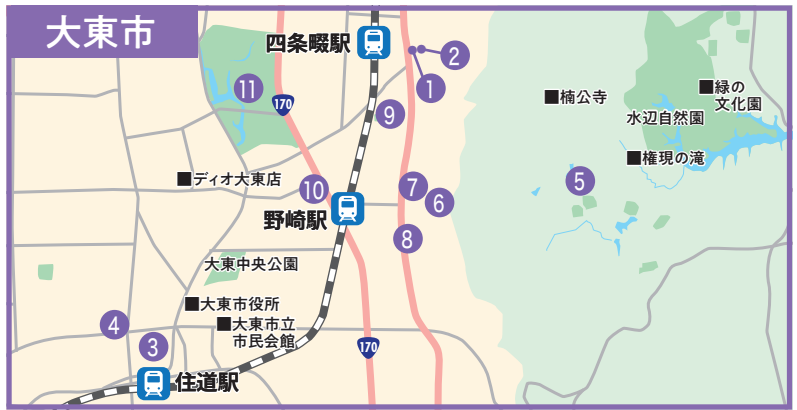 大東市
四条畷駅
②
①
⑪
170
⑨
■楠公寺
■緑の
文化園
水辺自然園
■権現の滝
■ディオ大東店
⑩
⑦
⑥
⑤
野崎駅
⑧
大東中央公園
■大東市役所
■大東市立
市民会館
④
③
170
住道駅